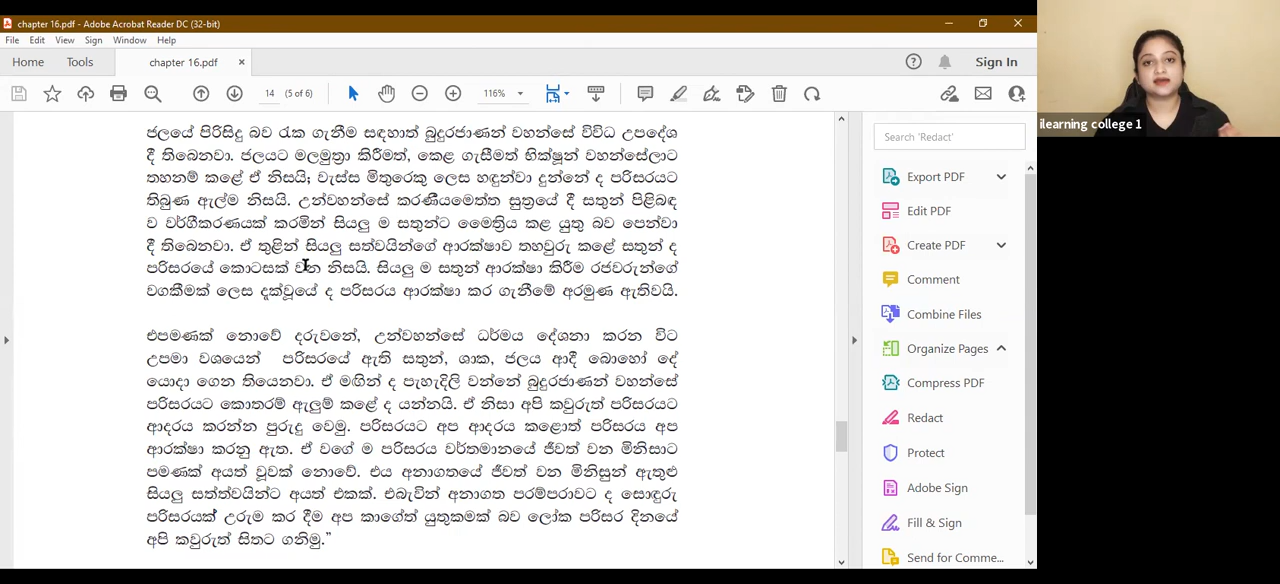 chapter 16.pdf - Adobe Acrobat Reader DC (32-bit)
File Edit View Sign Window Help
Home Tools chapter 16.pdf × Sign In
14 (5 of 6) 116%
ජලයේ පිරිසිදු බව රැක ගැනීම සඳහාත් බුදුරජාණන් වහන්සේ විවිධ උපදේශ
දී තිබෙනවා. ජලයට මලමුත්‍රා කිරීමත්, කෙළ ගැසීමත් භික්ෂූන් වහන්සේලාට
තහනම් කළේ ඒ නිසයි; වැස්ස මිතුරෙකු ලෙස හඳුන්වා දුන්නේ ද පරිසරයට
තිබුණ ඇල්ම නිසයි. උන්වහන්සේ කරණීයමෙත්ත සූත්‍රයේ දී සතුන් පිළිබඳ
ව වර්ගීකරණයක් කරමින් සියලු ම සතුන්ට මෛත්‍රිය කළ යුතු බව පෙන්වා
දී තිබෙනවා. ඒ තුළින් සියලු සත්වයින්ගේ ආරක්ෂාව තහවුරු කළේ සතුන් ද
පරිසරයේ කොටසක් වන නිසයි. සියලු ම සතුන් ආරක්ෂා කිරීම රජවරුන්ගේ
වගකීමක් ලෙස දැක්වූයේ ද පරිසරය ආරක්ෂා කර ගැනීමේ අරමුණ ඇතිවයි.
එපමණක් නොවේ දරුවනේ, උන්වහන්සේ ධර්මය දේශනා කරන විට
උපමා වශයෙන් පරිසරයේ ඇති සතුන්, ශාක, ජලය ආදී බොහෝ දේ
යොදා ගෙන තියෙනවා. ඒ මඟින් ද පැහැදිලි වන්නේ බුදුරජාණන් වහන්සේ
පරිසරයට කොතරම් ඇලුම් කළේ ද යන්නයි. ඒ නිසා අපි කවුරුත් පරිසරයට
ආදරය කරන්න පුරුදු වෙමු. පරිසරයට අප ආදරය කළොත් පරිසරය අප
ආරක්ෂා කරනු ඇත. ඒ වගේ ම පරිසරය වර්තමානයේ ජීවත් වන මිනිසාට
පමණක් අයත් වූවක් නොවේ. එය අනාගතයේ ජීවත් වන මිනිසුන් ඇතුළු
සියලු සත්ත්වයින්ට අයත් එකක්. එබැවින් අනාගත පරම්පරාවට ද සොඳුරු
පරිසරයක් උරුම කර දීම අප කාගේත් යුතුකමක් බව ලෝක පරිසර දිනයේ
අපි කවුරුත් සිතට ගනිමු.”
Search 'Redact'
Export PDF
Edit PDF
Create PDF
Comment
Combine Files
Organize Pages
Compress PDF
Redact
Protect
Adobe Sign
Fill & Sign
Send for Comme...
ilearning college 1